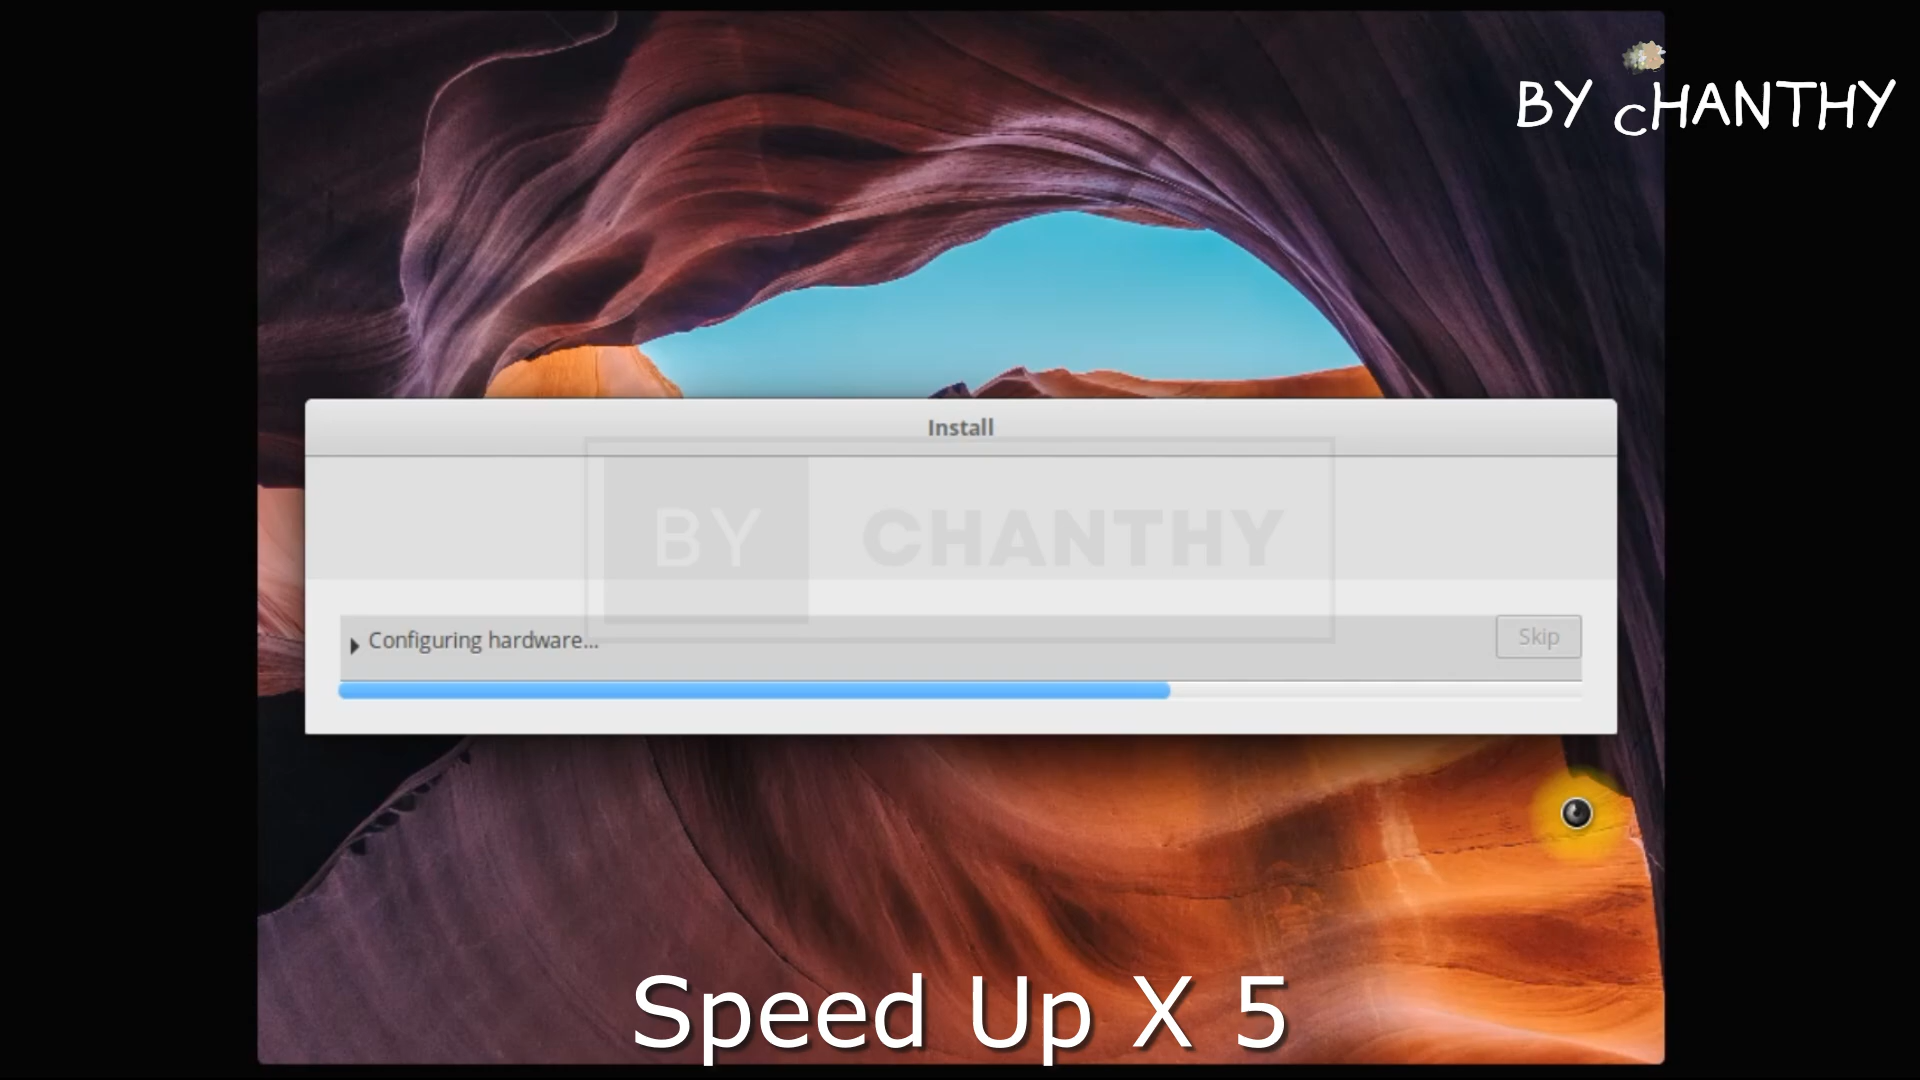 BY cHANTHY
Install
BY CHANTHY
Configuring hardware...
Skip
Speed Up X 5